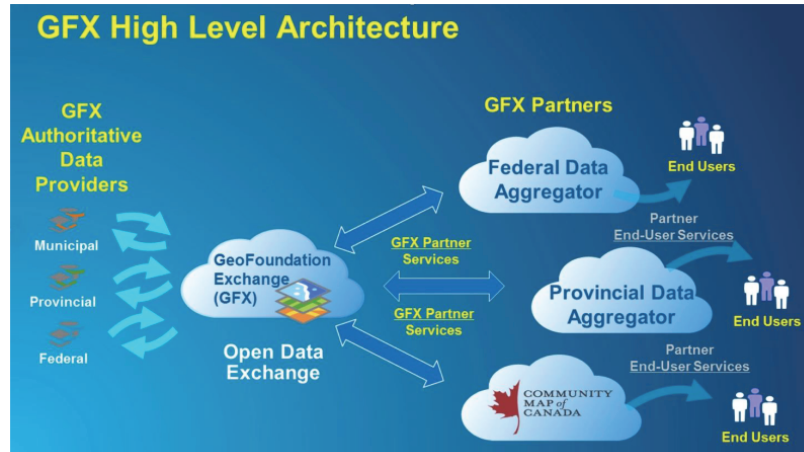 GFX High Level Architecture
GFX
Authoritative
Data
Providers
Municipal
Provincial
Federal
GeoFoundation
Exchange
(GFX)
Open Data
Exchange
GFX Partner
Services
GFX Partner
Services
GFX Partners
Federal Data
Aggregator
End Users
Partner
End-User Services
Provincial Data
Aggregator
End Users
Partner
End-User Services
COMMUNITY
MAP of
CANADA
End Users